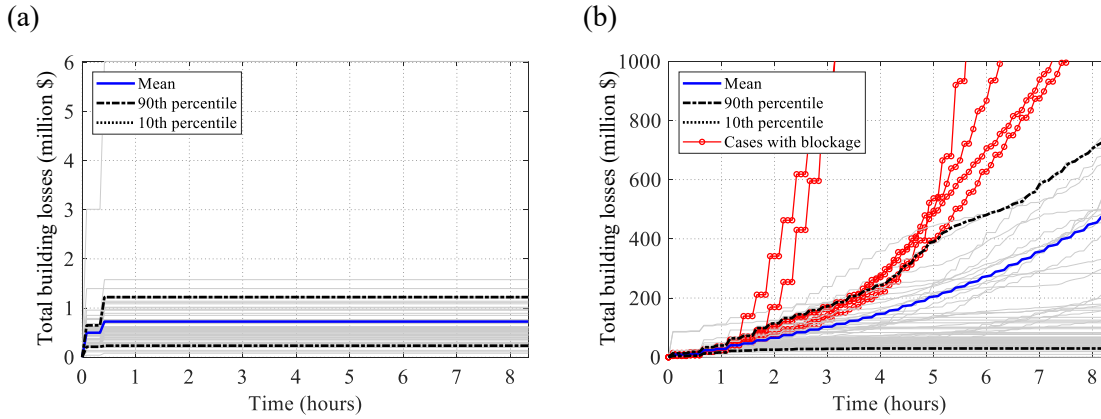 (a)
(b)
Total building losses (million $)
6
5
4
3
2
1
0
Mean
90th percentile
10th percentile
0 1 2 3 4 5 6 7 8
Time (hours)
Total building losses (million $)
1000
800
600
400
200
0
Mean
90th percentile
10th percentile
Cases with blockage
0 1 2 3 4 5 6 7 8
Time (hours)